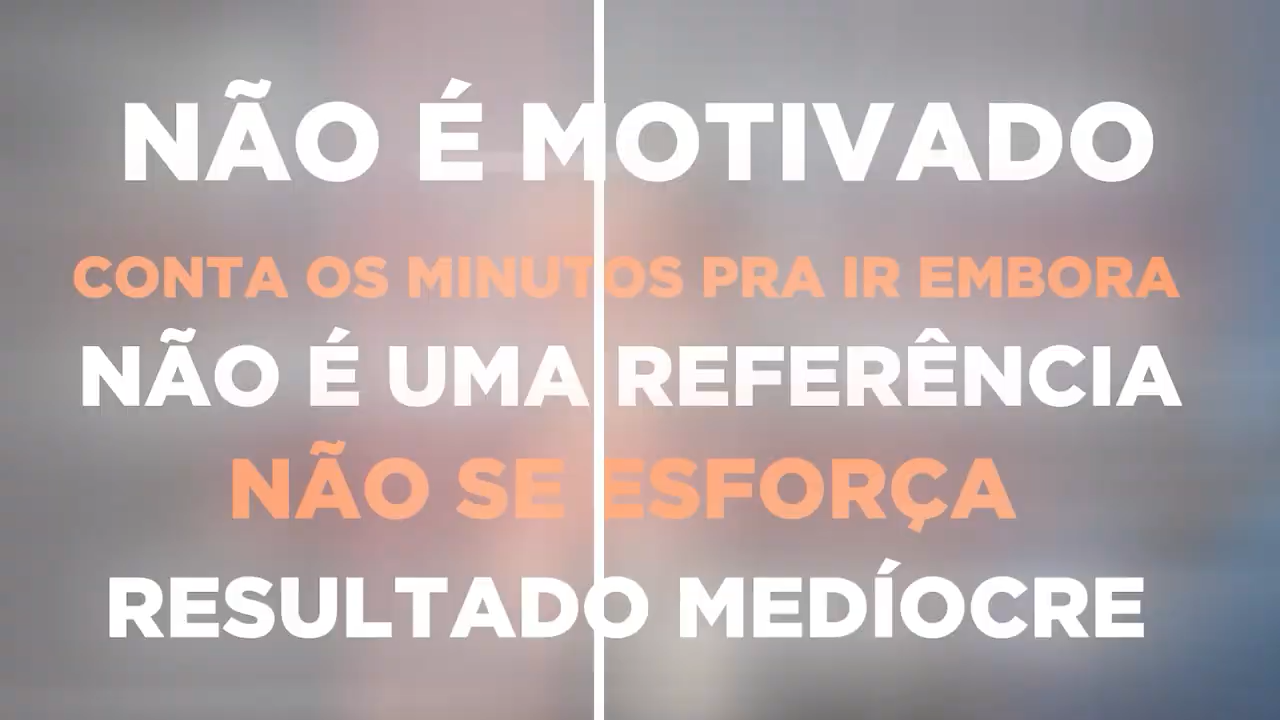 NÃO É MOTIVADO
CONTA OS MINUTOS PRA IR EMBORA
NÃO É UMA REFERÊNCIA
NÃO SE ESFORÇA
RESULTADO MEDÍOCRE